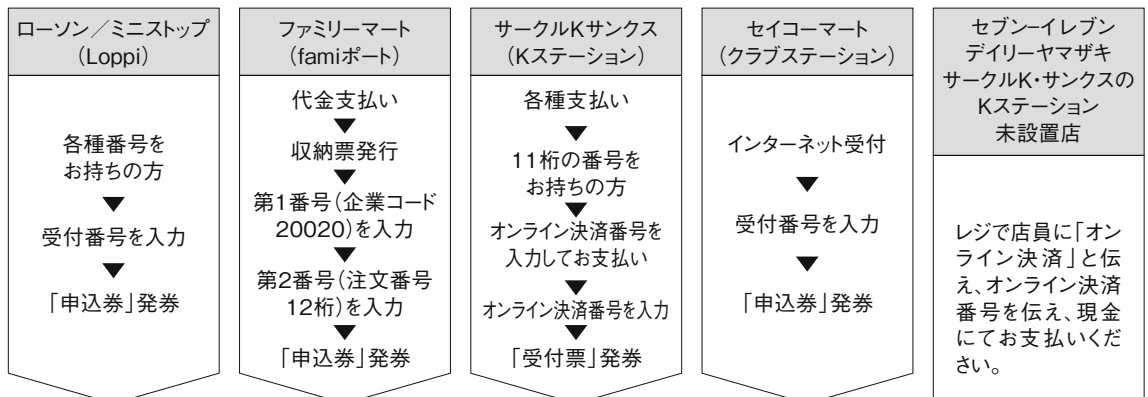 ローソン／ミニストップ
(Loppi)
各種番号を
お持ちの方
▼
受付番号を入力
▼
「申込券」発券
ファミリーマート
(famiポート)
代金支払い
▼
収納票発行
▼
第1番号(企業コード
20020)を入力
▼
第2番号(注文番号
12桁)を入力
▼
「申込券」発券
サークルKサンクス
(Kステーション)
各種支払い
▼
11桁の番号を
お持ちの方
▼
オンライン決済番号を
入力してお支払い
▼
オンライン決済番号を入力
▼
「受付票」発券
セイコーマート
(クラブステーション)
インターネット受付
▼
受付番号を入力
▼
「申込券」発券
セブン-イレブン
デイリーヤマザキ
サークルK・サンクスの
Kステーション
未設置店
レジで店員に「オン
ライン決済」と伝
え、オンライン決済
番号を伝え、現金
にてお支払いくだ
さい。